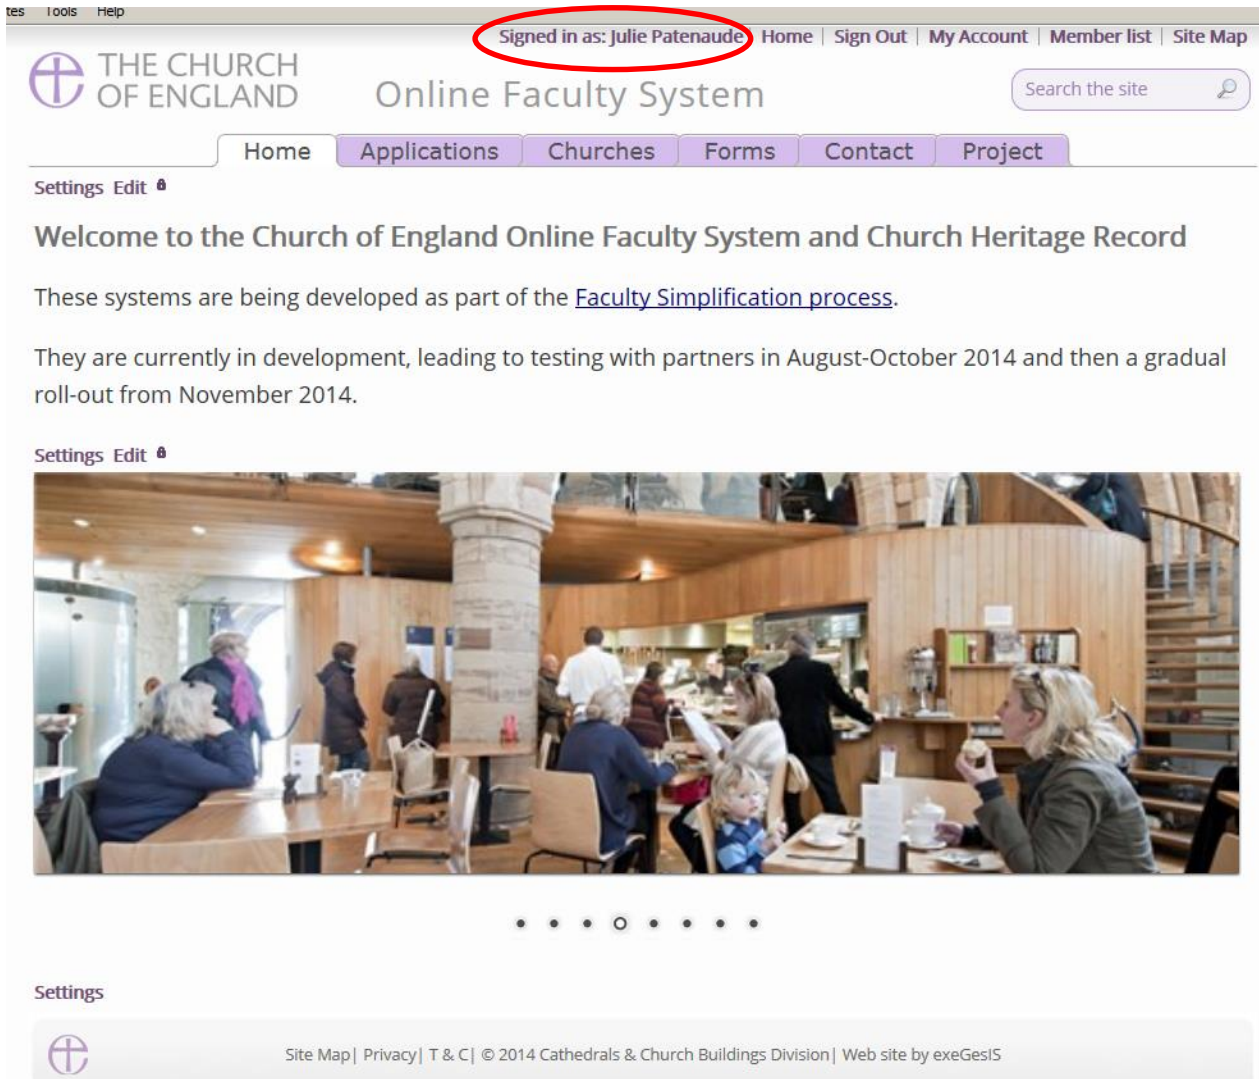 tes Tools Help
Signed in as: Julie Patenaude | Home | Sign Out | My Account | Member list | Site Map
THE CHURCH
OF ENGLAND
Online Faculty System
Search the site
Home Applications Churches Forms Contact Project
Settings Edit
Welcome to the Church of England Online Faculty System and Church Heritage Record
These systems are being developed as part of the Faculty Simplification process.
They are currently in development, leading to testing with partners in August-October 2014 and then a gradual
roll-out from November 2014.
Settings Edit
Settings
Site Map| Privacy| T & C| © 2014 Cathedrals & Church Buildings Division| Web site by exeGesIS